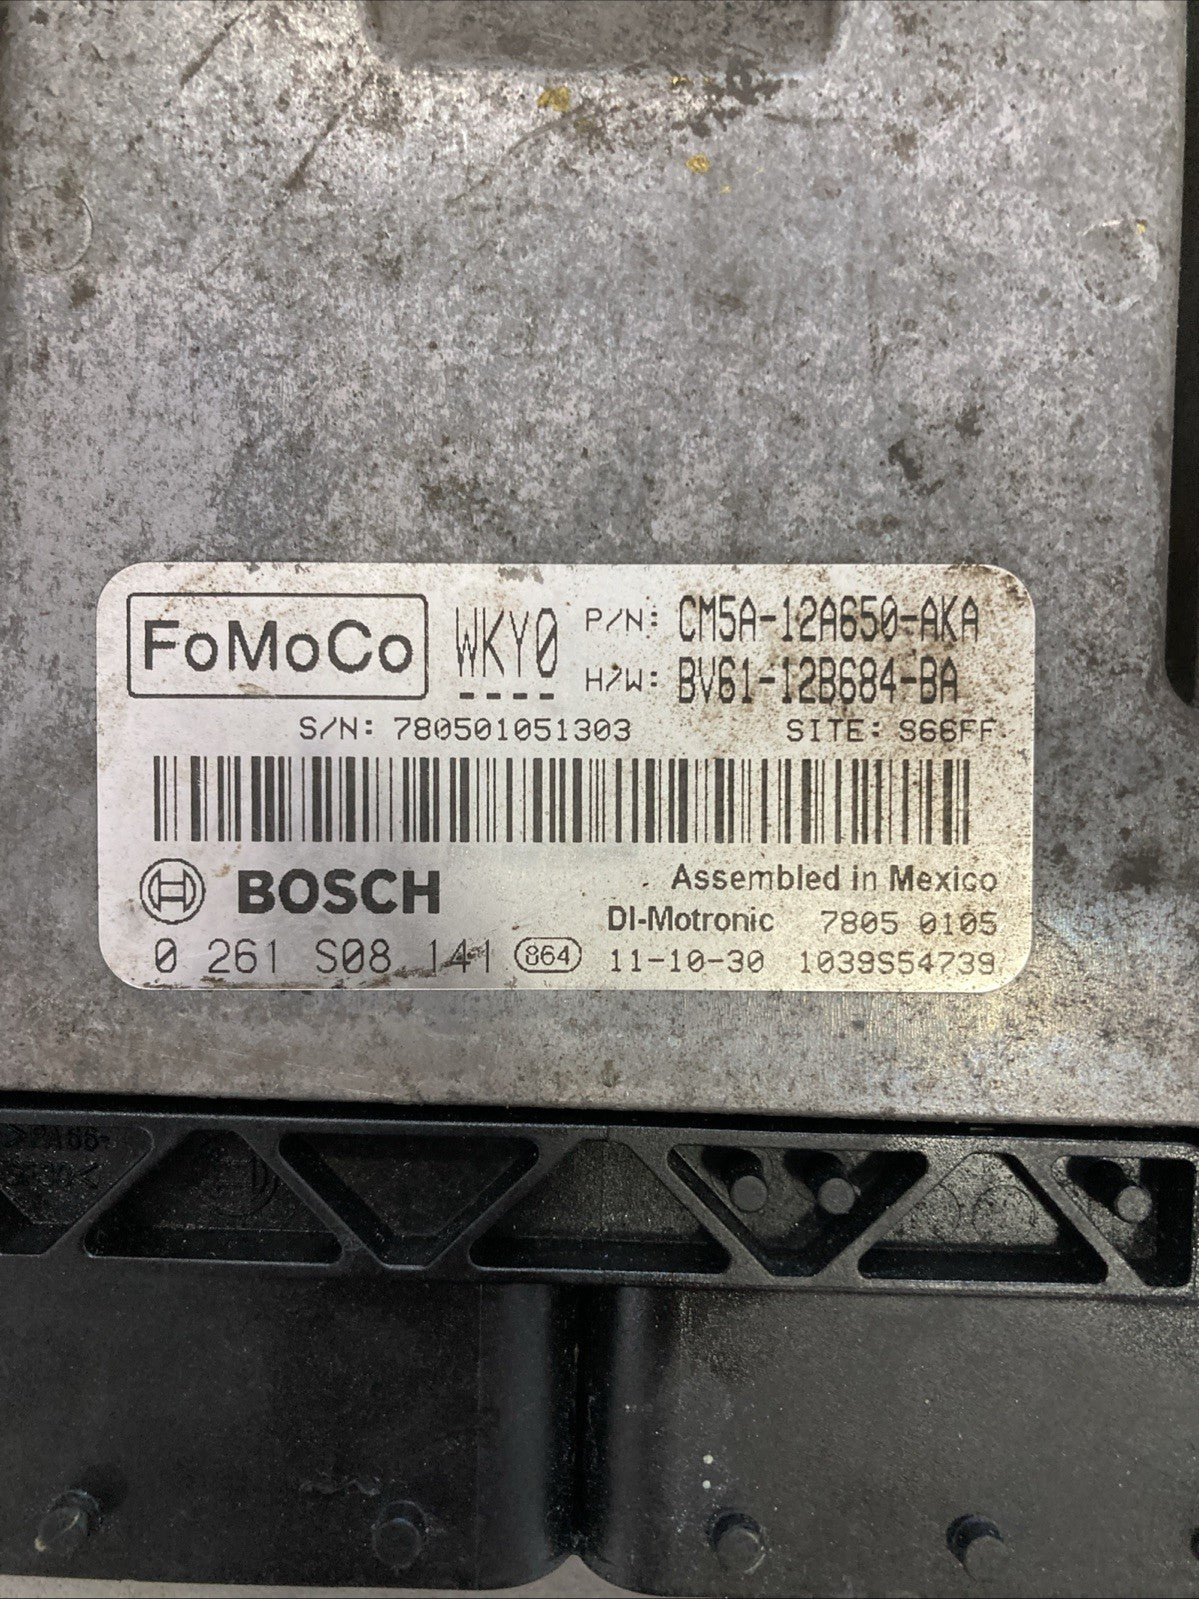 FoMoCo WKY0 P/N: CM5A-12A650-AKA
H/W: BV61-12B684-BA
S/N: 780501051303 SITE: S66FF
BOSCH Assembled in Mexico
DI-Motronic 7805 0105
0 261 S08 141 864 11-10-30 1039S54739